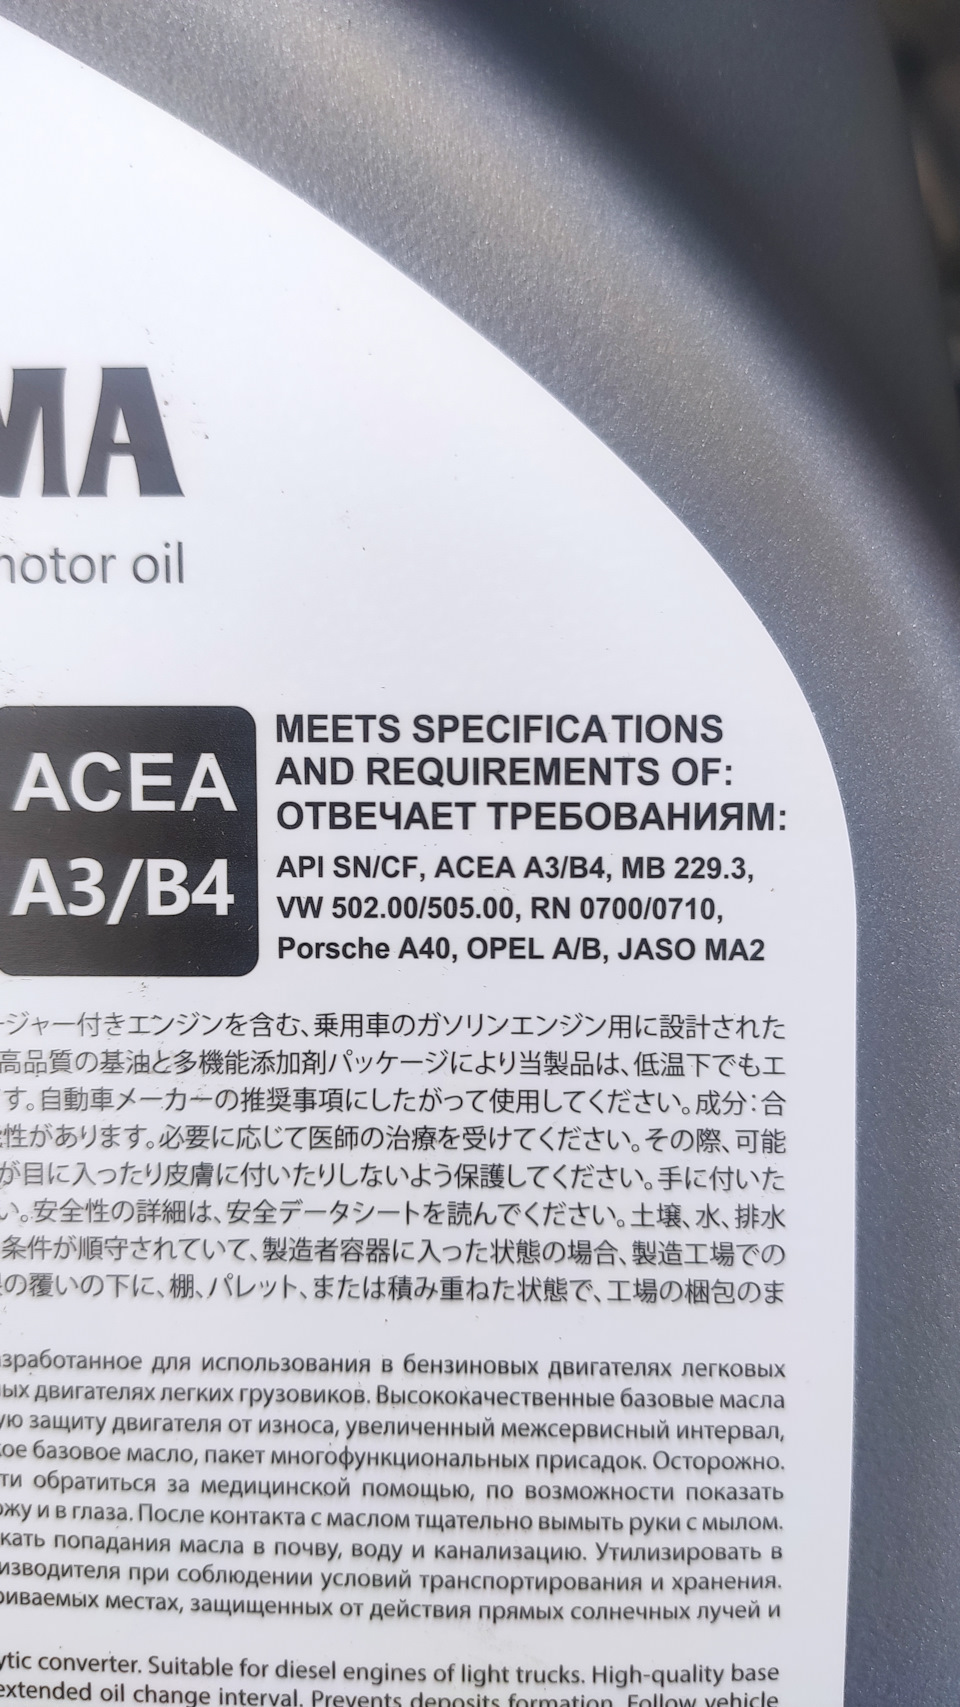 MA
motor oil
ACEA
A3/B4
MEETS SPECIFICATIONS
AND REQUIREMENTS OF:
ОТВЕЧАЕТ ТРЕБОВАНИЯМ:
API SN/CF, ACEA A3/B4, MB 229.3,
VW 502.00/505.00, RN 0700/0710,
Porsche A40, OPEL A/B, JASO MA2
ージャー付きエンジンを含む、乗用車のガソリンエンジン用に設計された
高品質の基油と多機能添加剤パッケージにより当製品は、低温下でもエ
す。自動車メーカーの推奨事項にしたがって使用してください。成分：合
性があります。必要に応じて医師の治療を受けてください。その際、可能
が目に入ったり皮膚に付いたりしないよう保護してください。手に付いた
い。安全性の詳細は、安全データシートを読んでください。土壌、水、排水
条件が順守されていて、製造者容器に入った状態の場合、製造工場での
の覆いの下に、棚、パレット、または積み重ねた状態で、工場の梱包のま
зработанное для использования в бензиновых двигателях легковых
ых двигателях легких грузовиков. Высококачественные базовые масла
ую защиту двигателя от износа, увеличенный межсервисный интервал,
кое базовое масло, пакет многофункциональных присадок. Осторожно.
ти обратиться за медицинской помощью, по возможности показать
ожу и в глаза. После контакта с маслом тщательно вымыть руки с мылом.
кать попадания масла в почву, воду и канализацию. Утилизировать в
изводителя при соблюдении условий транспортирования и хранения.
риваемых местах, защищенных от действия прямых солнечных лучей и
ytic converter. Suitable for diesel engines of light trucks. High-quality base
extended oil change interval. Prevents deposits formation. Follow vehicle